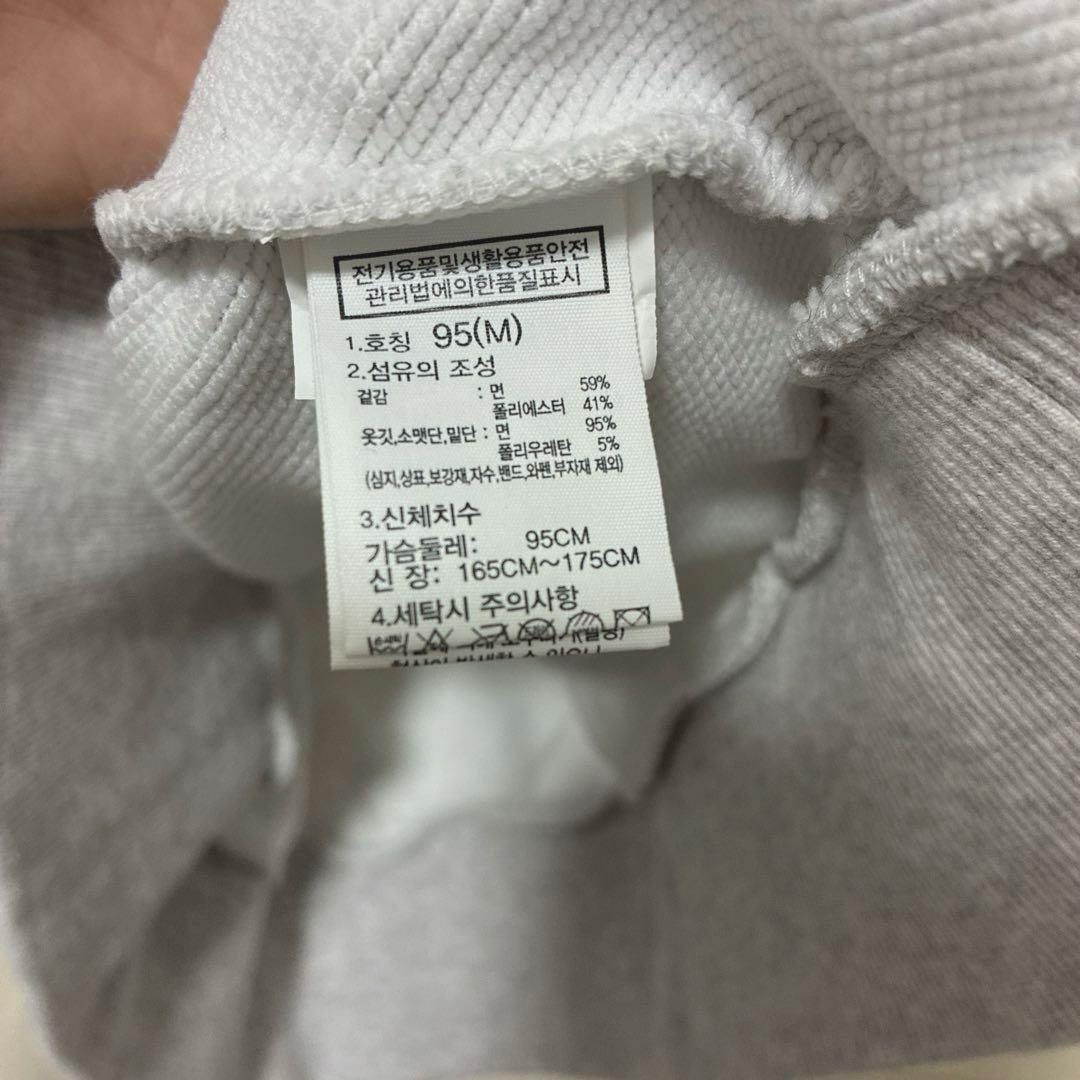 전기용품및생활용품안전
관리법에의한품질표시
1.호칭 95(M)
2.섬유의 조성
겉감 : 면 59%
폴리에스터 41%
옷깃,소맷단,밑단 : 면 95%
폴리우레탄 5%
(심지,상표,보강재,자수,밴드,와펜,부자재 제외)
3.신체치수
가슴둘레: 95CM
신 장: 165CM~175CM
4.세탁시 주의사항